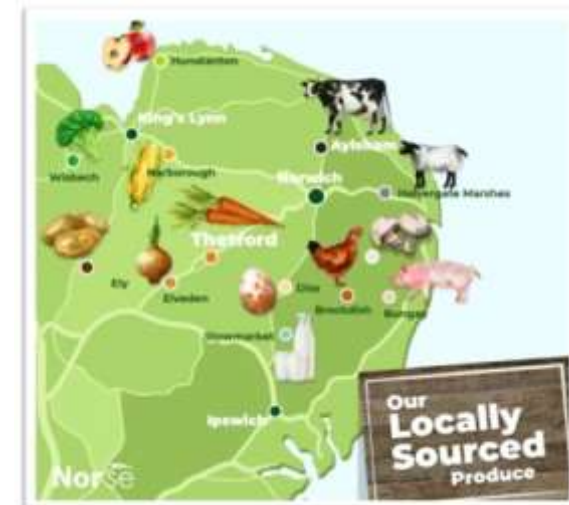 Hunstanton
King's Lynn
Aylsham
Wisbech
Narborough
Norwich
Halvergate Marshes
Thetford
Ely
Elveden
Diss
Brockdish
Bungay
Stowmarket
Ipswich
Our
Locally
Sourced
Produce
Norse